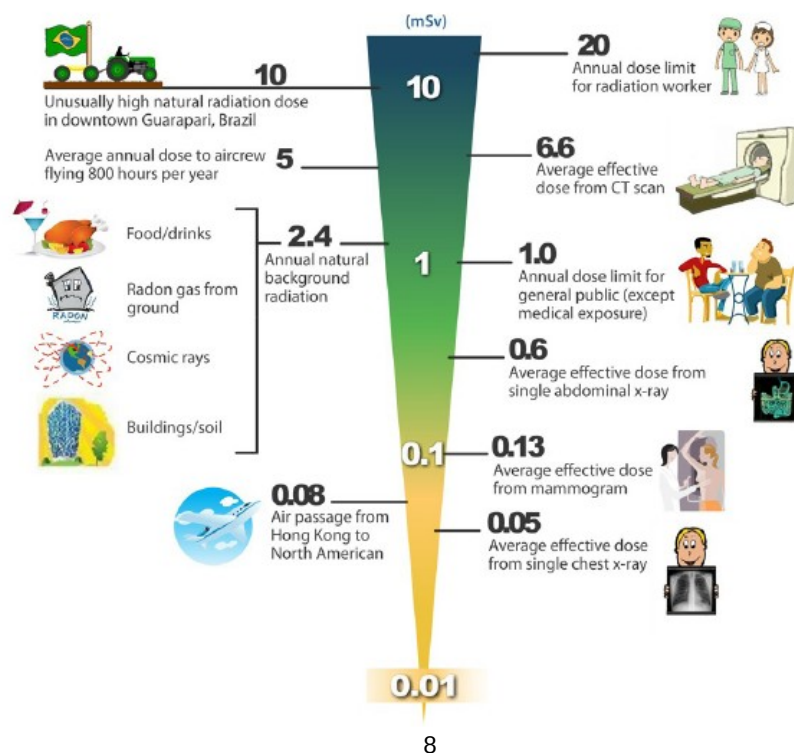 (mSv)
10
Unusually high natural radiation dose
in downtown Guarapari, Brazil
Average annual dose to aircrew
flying 800 hours per year
5
Food/drinks
Radon gas from
ground
Cosmic rays
Buildings/soil
RADON
2.4
Annual natural
background
radiation
0.08
Air passage from
Hong Kong to
North American
10
1
0.1
0.01
20
Annual dose limit
for radiation worker
6.6
Average effective
dose from CT scan
1.0
Annual dose limit for
general public (except
medical exposure)
0.6
Average effective dose from
single abdominal x-ray
0.13
Average effective dose
from mammogram
0.05
Average effective dose
from single chest x-ray
8